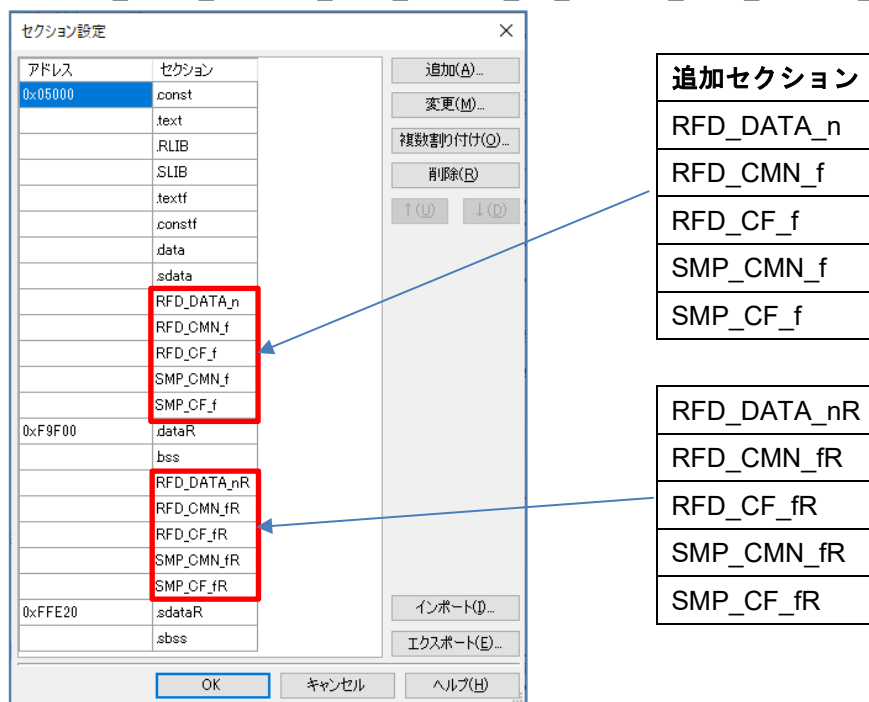 セクション設定
アドレス セクション
0x05000 .const
.text
.RLIB
.SLIB
.textf
.constf
.data
.sdata
RFD_DATA_n
RFD_CMN_f
RFD_CF_f
SMP_CMN_f
SMP_CF_f
0xF9F00 .dataR
.bss
RFD_DATA_nR
RFD_CMN_fR
RFD_CF_fR
SMP_CMN_fR
SMP_CF_fR
0xFFE20 .sdataR
.sbss
追加(A)...
変更(M)...
複数割り付け(O)...
削除(R)
↑(U) ↓(D)
インポート(I)...
エクスポート(E)...
OK キャンセル ヘルプ(H)
追加セクション
RFD_DATA_n
RFD_CMN_f
RFD_CF_f
SMP_CMN_f
SMP_CF_f
RFD_DATA_nR
RFD_CMN_fR
RFD_CF_fR
SMP_CMN_fR
SMP_CF_fR